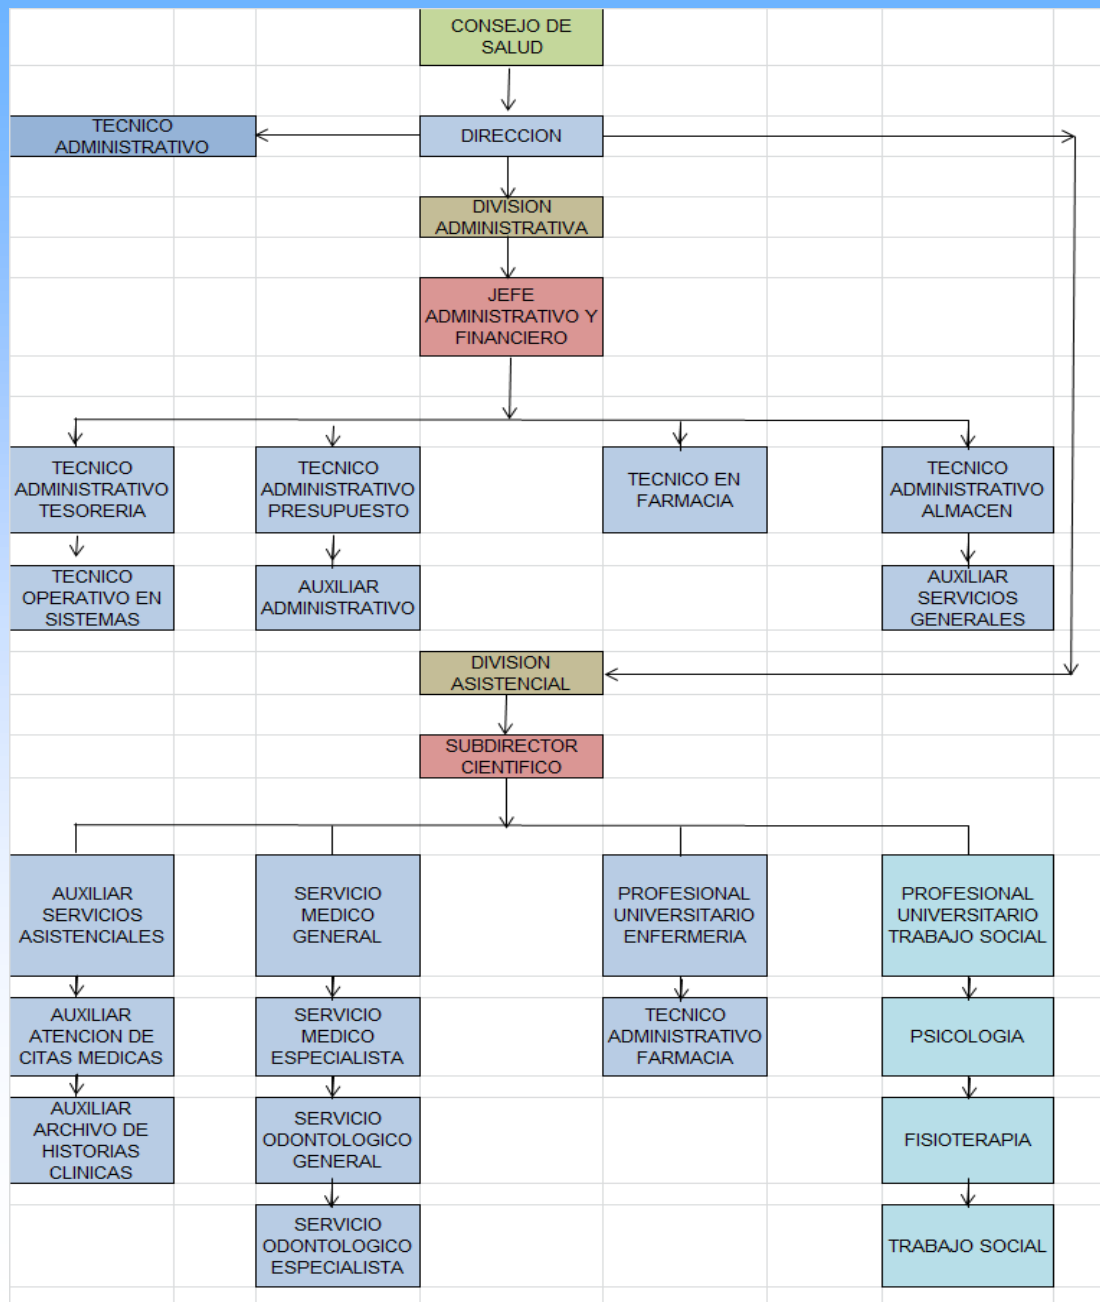 CONSEJO DE
SALUD
TECNICO
ADMINISTRATIVO
DIRECCION
DIVISION
ADMINISTRATIVA
JEFE
ADMINISTRATIVO Y
FINANCIERO
TECNICO
ADMINISTRATIVO
TESORERIA
TECNICO
ADMINISTRATIVO
PRESUPUESTO
TECNICO EN
FARMACIA
TECNICO
ADMINISTRATIVO
ALMACEN
TECNICO
OPERATIVO EN
SISTEMAS
AUXILIAR
ADMINISTRATIVO
AUXILIAR
SERVICIOS
GENERALES
DIVISION
ASISTENCIAL
SUBDIRECTOR
CIENTIFICO
AUXILIAR
SERVICIOS
ASISTENCIALES
SERVICIO
MEDICO
GENERAL
PROFESIONAL
UNIVERSITARIO
ENFERMERIA
PROFESIONAL
UNIVERSITARIO
TRABAJO SOCIAL
AUXILIAR
ATENCION DE
CITAS MEDICAS
SERVICIO
MEDICO
ESPECIALISTA
TECNICO
ADMINISTRATIVO
FARMACIA
PSICOLOGIA
AUXILIAR
ARCHIVO DE
HISTORIAS
CLINICAS
SERVICIO
ODONTOLOGICO
GENERAL
FISIOTERAPIA
SERVICIO
ODONTOLOGICO
ESPECIALISTA
TRABAJO SOCIAL